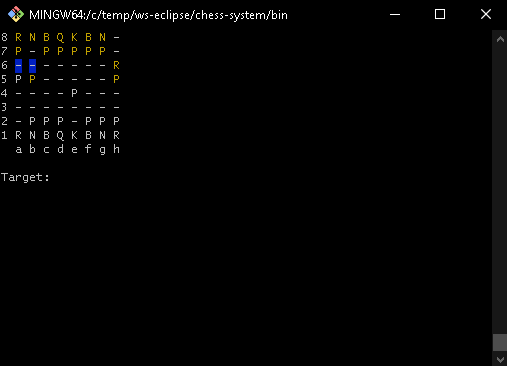 MINGW64:/c/temp/ws-eclipse/chess-system/bin
8 R N B Q K B N -
7 P - P P P P P -
6 - - - - - - - R
5 P P - - - - - P
4 - - - - P - - -
3 - - - - - - - -
2 - P P P - P P P
1 R N B Q K B N R
a b c d e f g h
Target: